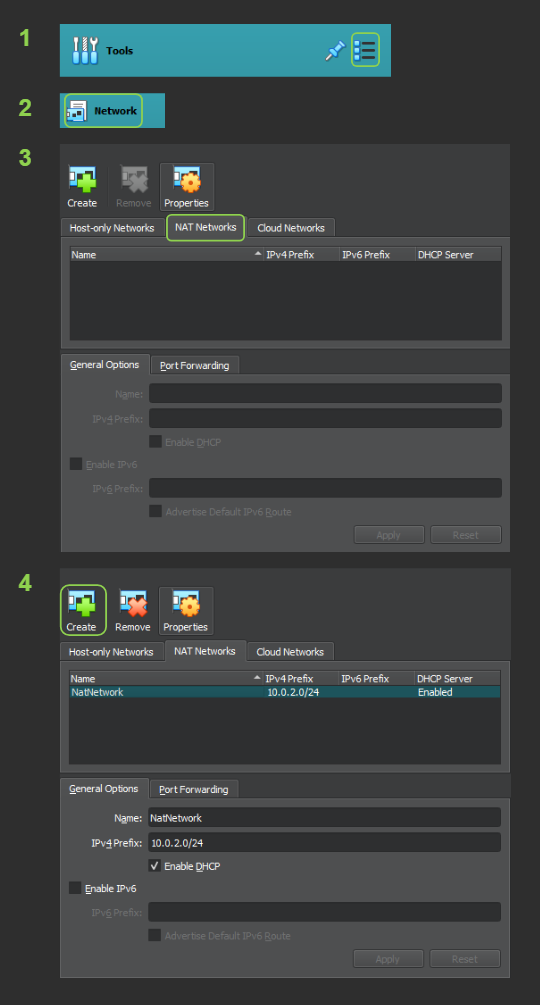 1
Tools
2
Network
3
Create Remove Properties
Host-only Networks NAT Networks Cloud Networks
Name IPv4 Prefix IPv6 Prefix DHCP Server
General Options Port Forwarding
Name:
IPv4 Prefix:
Enable DHCP
Enable IPv6
IPv6 Prefix:
Advertise Default IPv6 Route
Apply Reset
4
Create Remove Properties
Host-only Networks NAT Networks Cloud Networks
Name IPv4 Prefix IPv6 Prefix DHCP Server
NatNetwork 10.0.2.0/24 Enabled
General Options Port Forwarding
Name: NatNetwork
IPv4 Prefix: 10.0.2.0/24
Enable DHCP
Enable IPv6
IPv6 Prefix:
Advertise Default IPv6 Route
Apply Reset